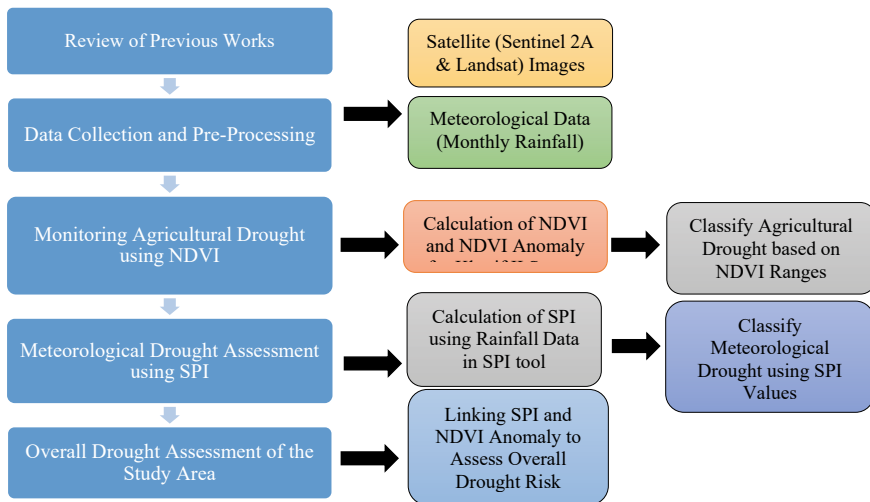 Review of Previous Works
Satellite (Sentinel 2A
& Landsat) Images
Data Collection and Pre-Processing
Meteorological Data
(Monthly Rainfall)
Monitoring Agricultural Drought
using NDVI
Calculation of NDVI
and NDVI Anomaly
Classify Agricultural
Drought based on
NDVI Ranges
Meteorological Drought Assessment
using SPI
Calculation of SPI
using Rainfall Data
in SPI tool
Classify
Meteorological
Drought using SPI
Values
Overall Drought Assessment of the
Study Area
Linking SPI and
NDVI Anomaly to
Assess Overall
Drought Risk